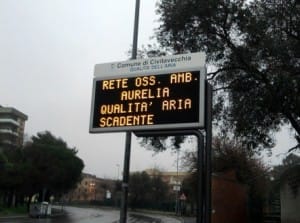 Comune di Civitavecchia
QUALITÀ DELL'ARIA
RETE OSS. AMB.
AURELIA
QUALITA' ARIA
SCADENTE